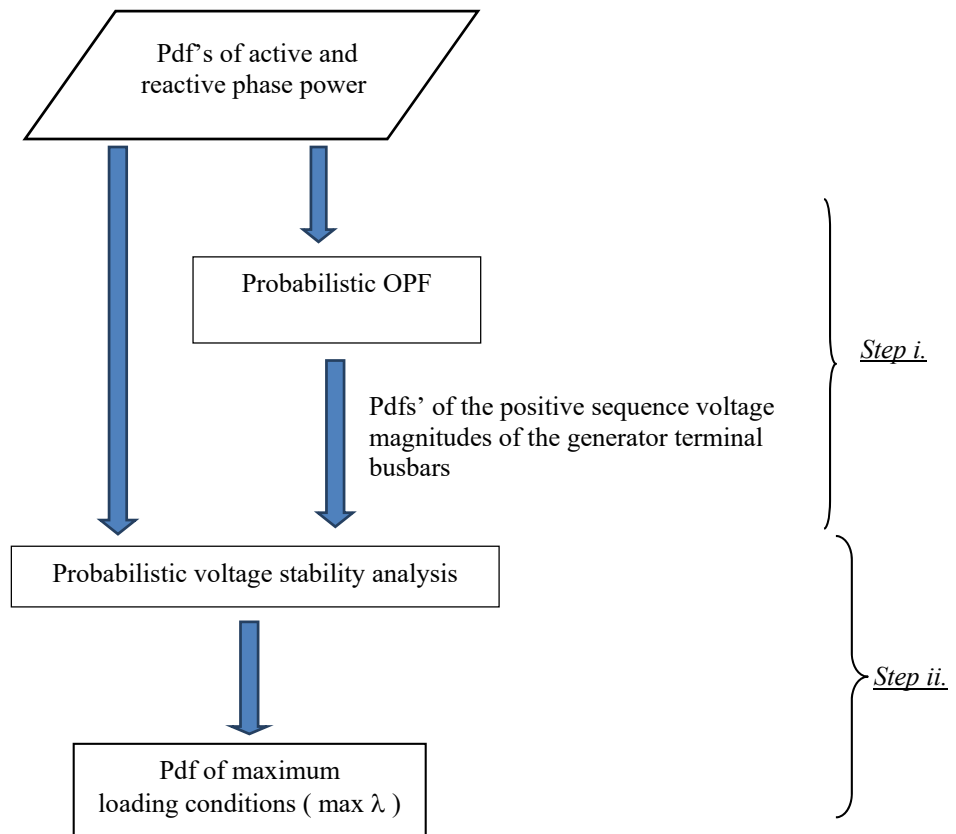 Pdf’s of active and
reactive phase power
Probabilistic OPF
Step i.
Pdfs’ of the positive sequence voltage
magnitudes of the generator terminal
busbars
Probabilistic voltage stability analysis
Step ii.
Pdf of maximum
loading conditions ( max λ )